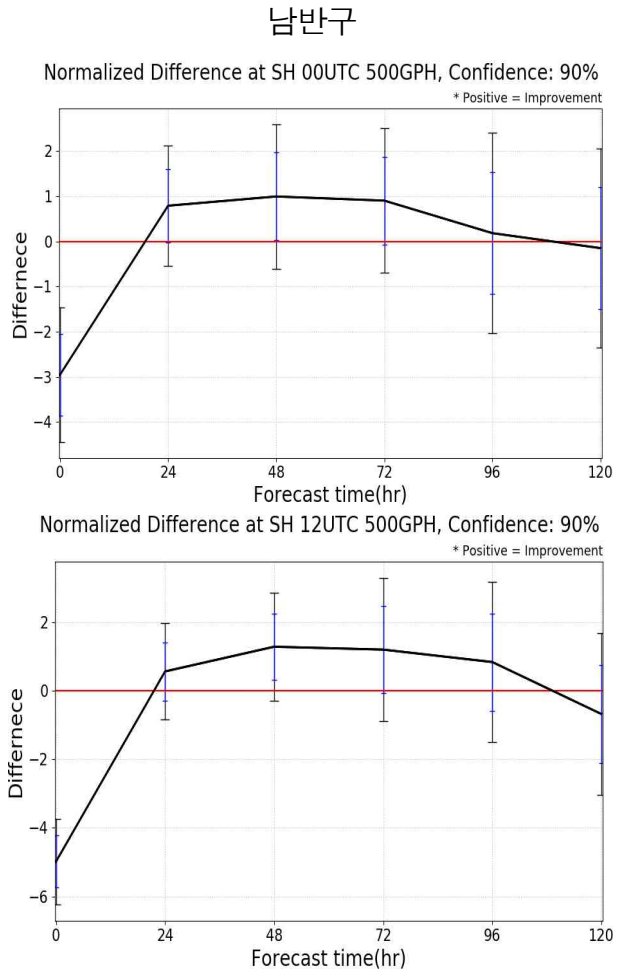 남반구
Normalized Difference at SH 00UTC 500GPH, Confidence: 90%
* Positive = Improvement
Differnece
2
1
0
−1
−2
−3
−4
0 24 48 72 96 120
Forecast time(hr)
Normalized Difference at SH 12UTC 500GPH, Confidence: 90%
* Positive = Improvement
Differnece
2
0
−2
−4
−6
0 24 48 72 96 120
Forecast time(hr)